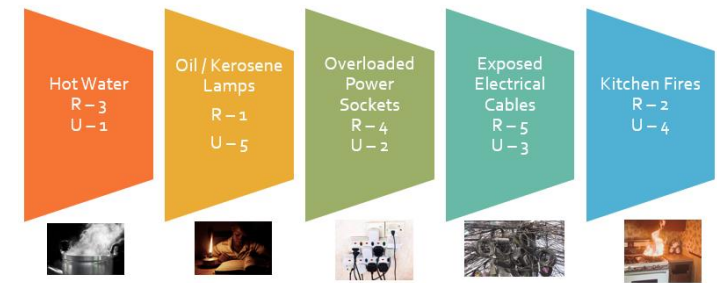 Hot Water
R – 3
U – 1
Oil / Kerosene
Lamps
R – 1
U – 5
Overloaded
Power
Sockets
R – 4
U – 2
Exposed
Electrical
Cables
R – 5
U – 3
Kitchen Fires
R – 2
U – 4